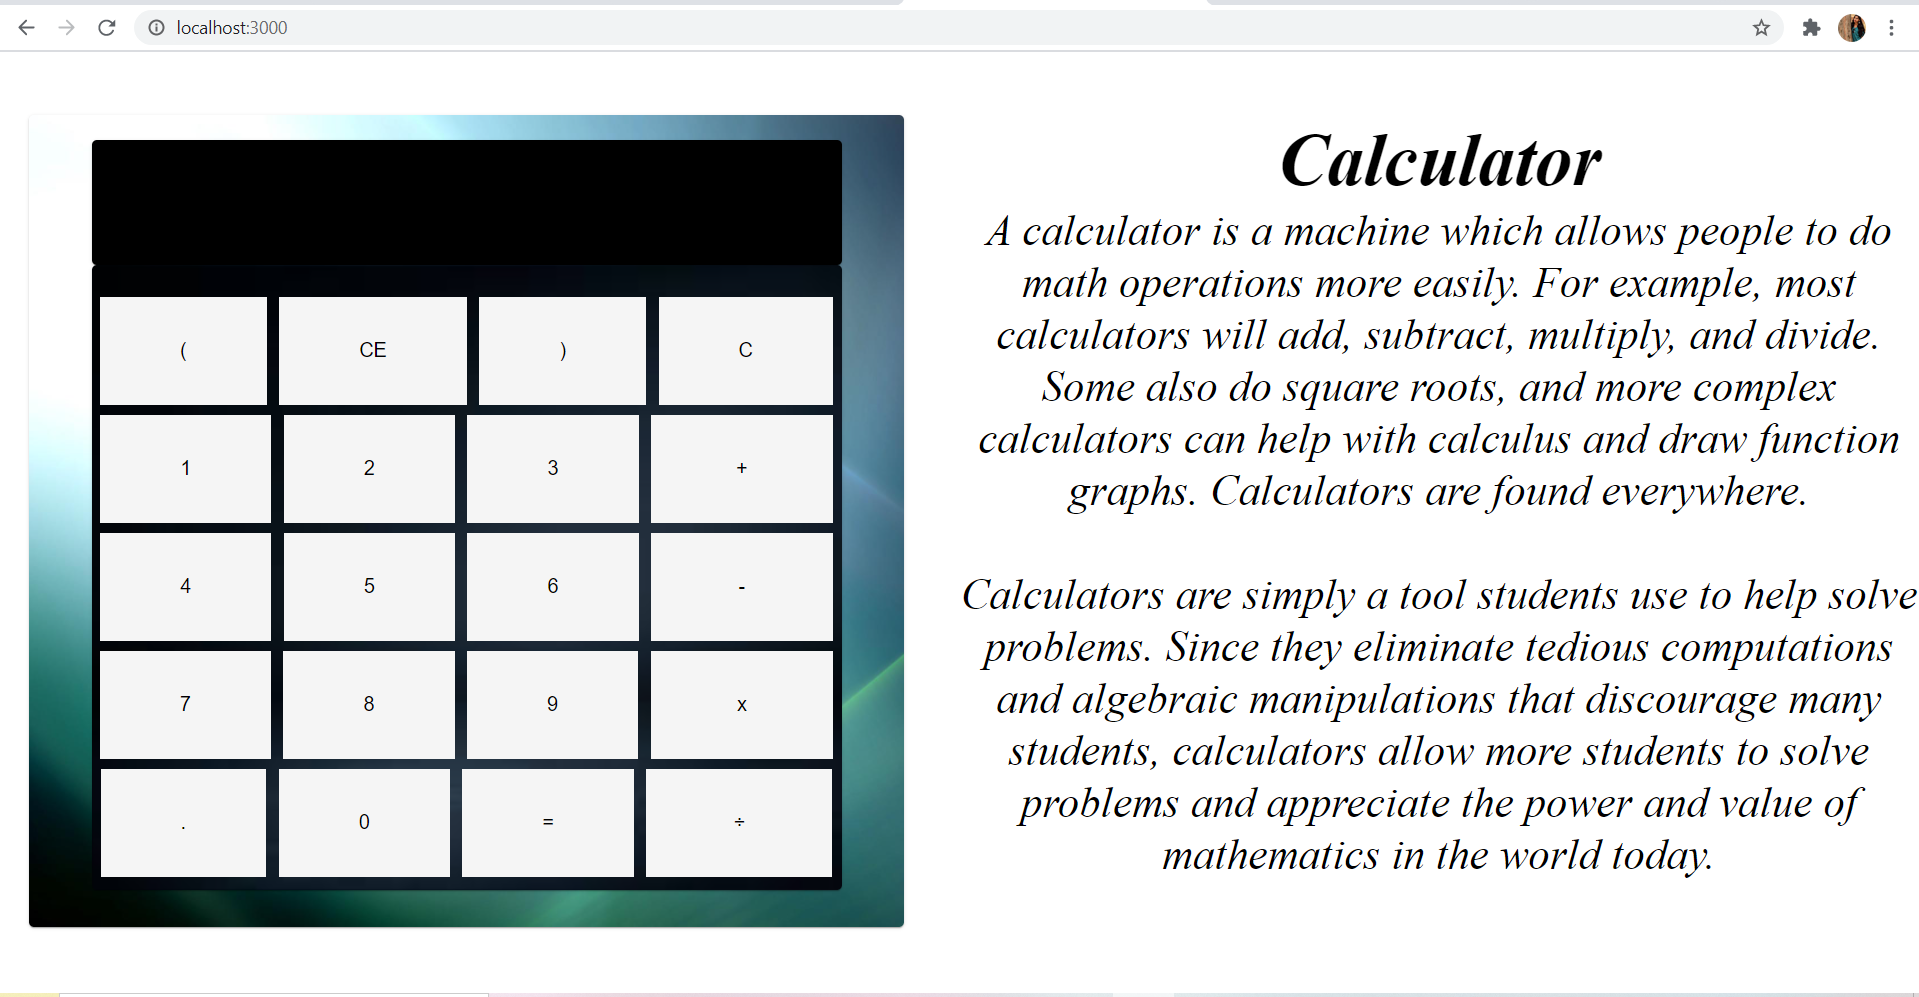 localhost:3000
Calculator
A calculator is a machine which allows people to do
math operations more easily. For example, most
calculators will add, subtract, multiply, and divide.
Some also do square roots, and more complex
calculators can help with calculus and draw function
graphs. Calculators are found everywhere.
Calculators are simply a tool students use to help solve
problems. Since they eliminate tedious computations
and algebraic manipulations that discourage many
students, calculators allow more students to solve
problems and appreciate the power and value of
mathematics in the world today.
( CE ) C
1 2 3 +
4 5 6 -
7 8 9 x
. 0 = ÷